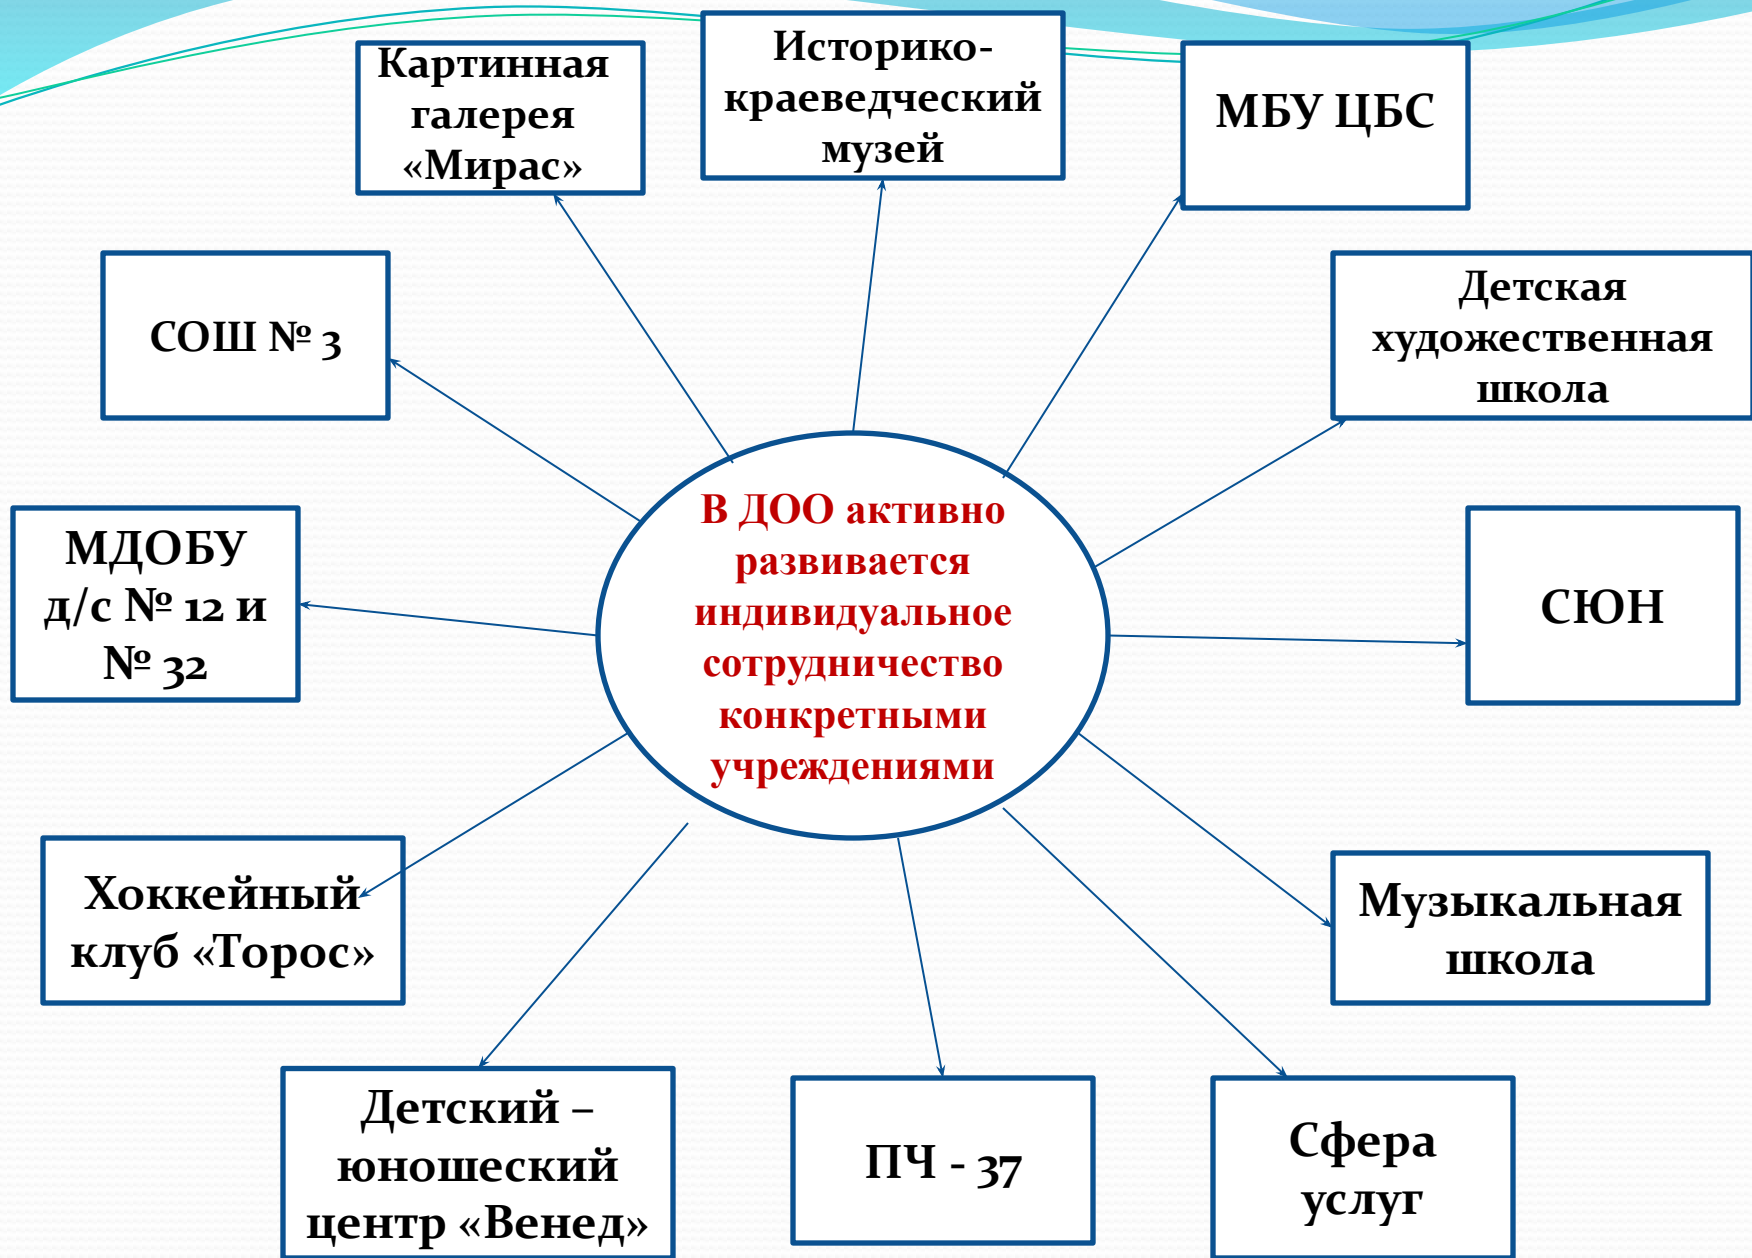 Картинная
галерея
«Мирас»
Историко-
краеведческий
музей
МБУ ЦБС
СОШ № 3
Детская
художественная
школа
МДОБУ
д/с № 12 и
№ 32
В ДОО активно
развивается
индивидуальное
сотрудничество
конкретными
учреждениями
СЮН
Хоккейный
клуб «Торос»
Музыкальная
школа
Детский –
юношеский
центр «Венед»
ПЧ - 37
Сфера
услуг